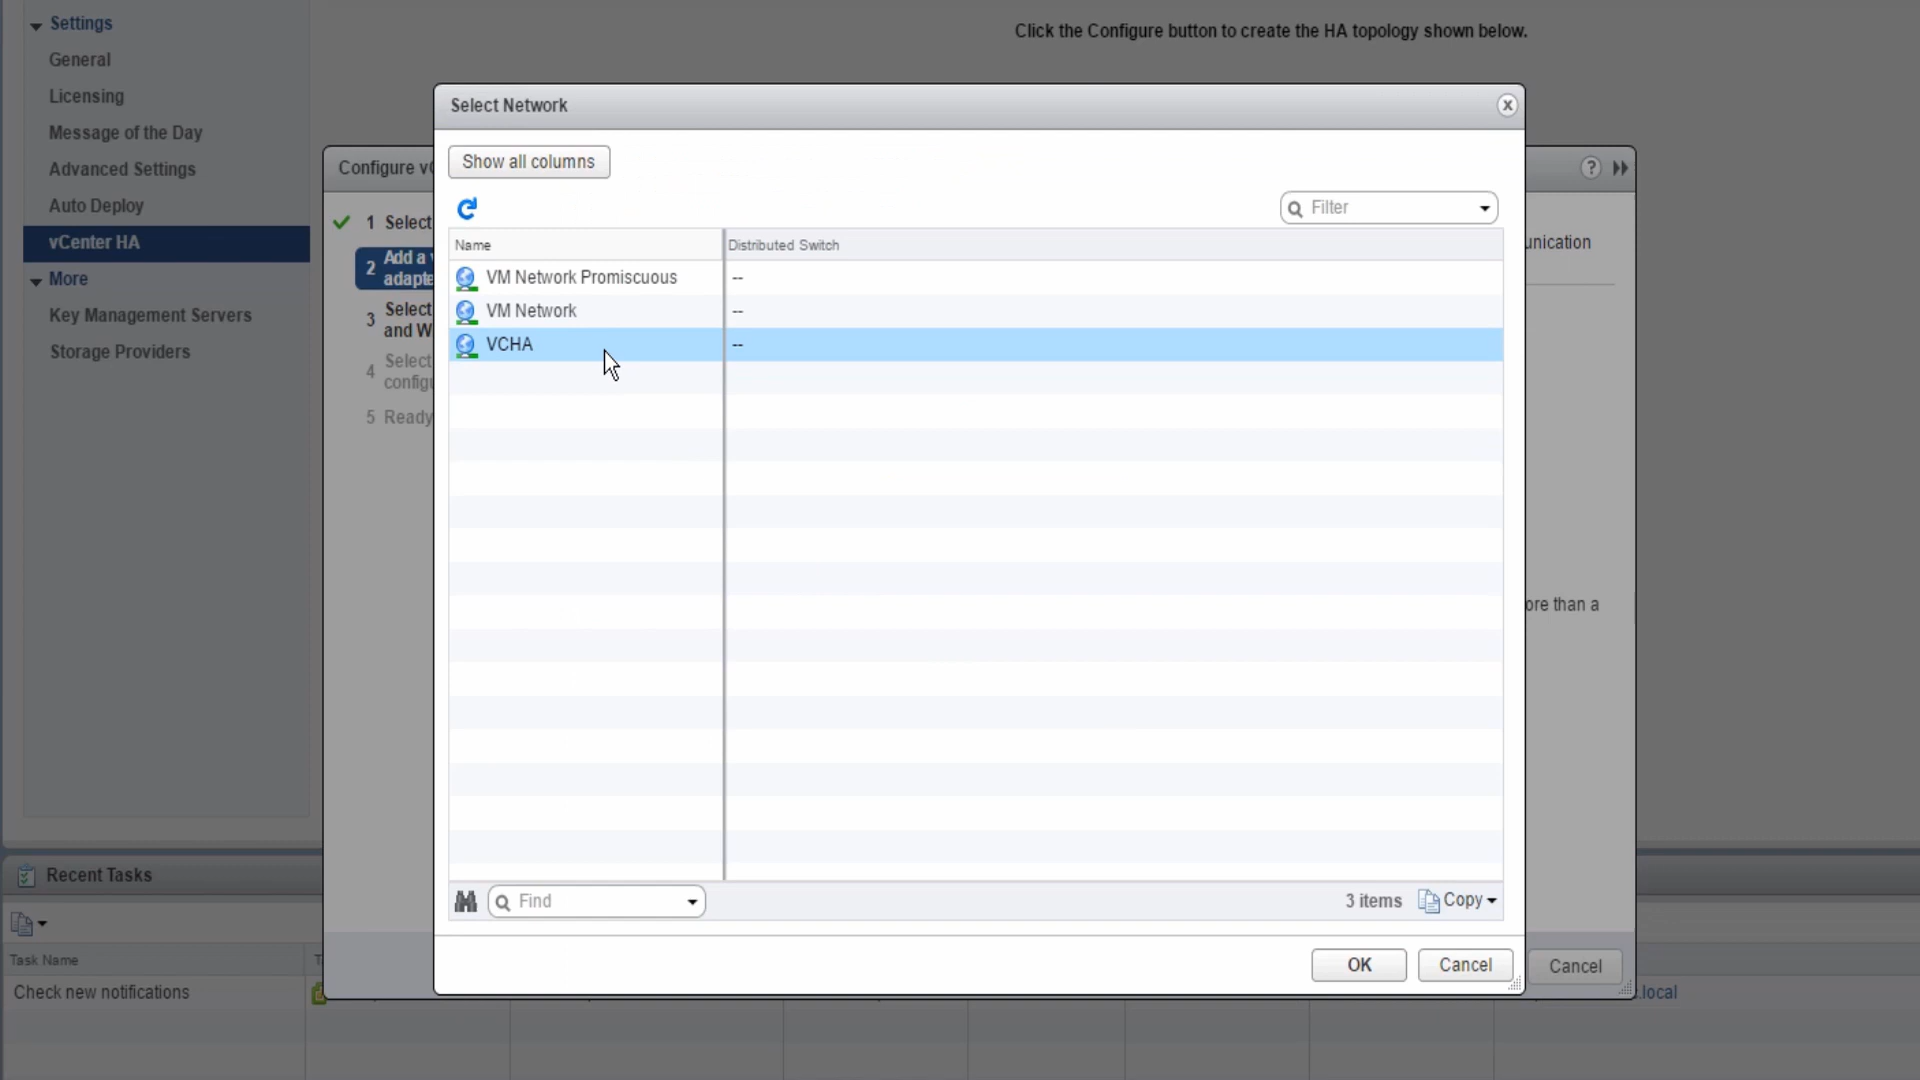 Settings
General
Licensing
Message of the Day
Advanced Settings
Auto Deploy
vCenter HA
More
Key Management Servers
Storage Providers
Click the Configure button to create the HA topology shown below.
Configure vC
1 Select
2 Add a v
adapte
3 Select
and W
4 Select
configu
5 Ready
Select Network
Show all columns
Filter
Name Distributed Switch
VM Network Promiscuous --
VM Network --
VCHA --
Find
3 items Copy
OK Cancel
unication
ore than a
Cancel
Recent Tasks
Task Name T
Check new notifications
.local